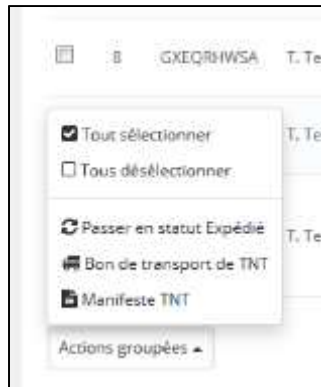 8 GXEQRHWSA T. Te
Tout sélectionner T. Te
Tous désélectionner
Passer en statut Expédié T. Te
Bon de transport de TNT
Manifeste TNT
Actions groupées